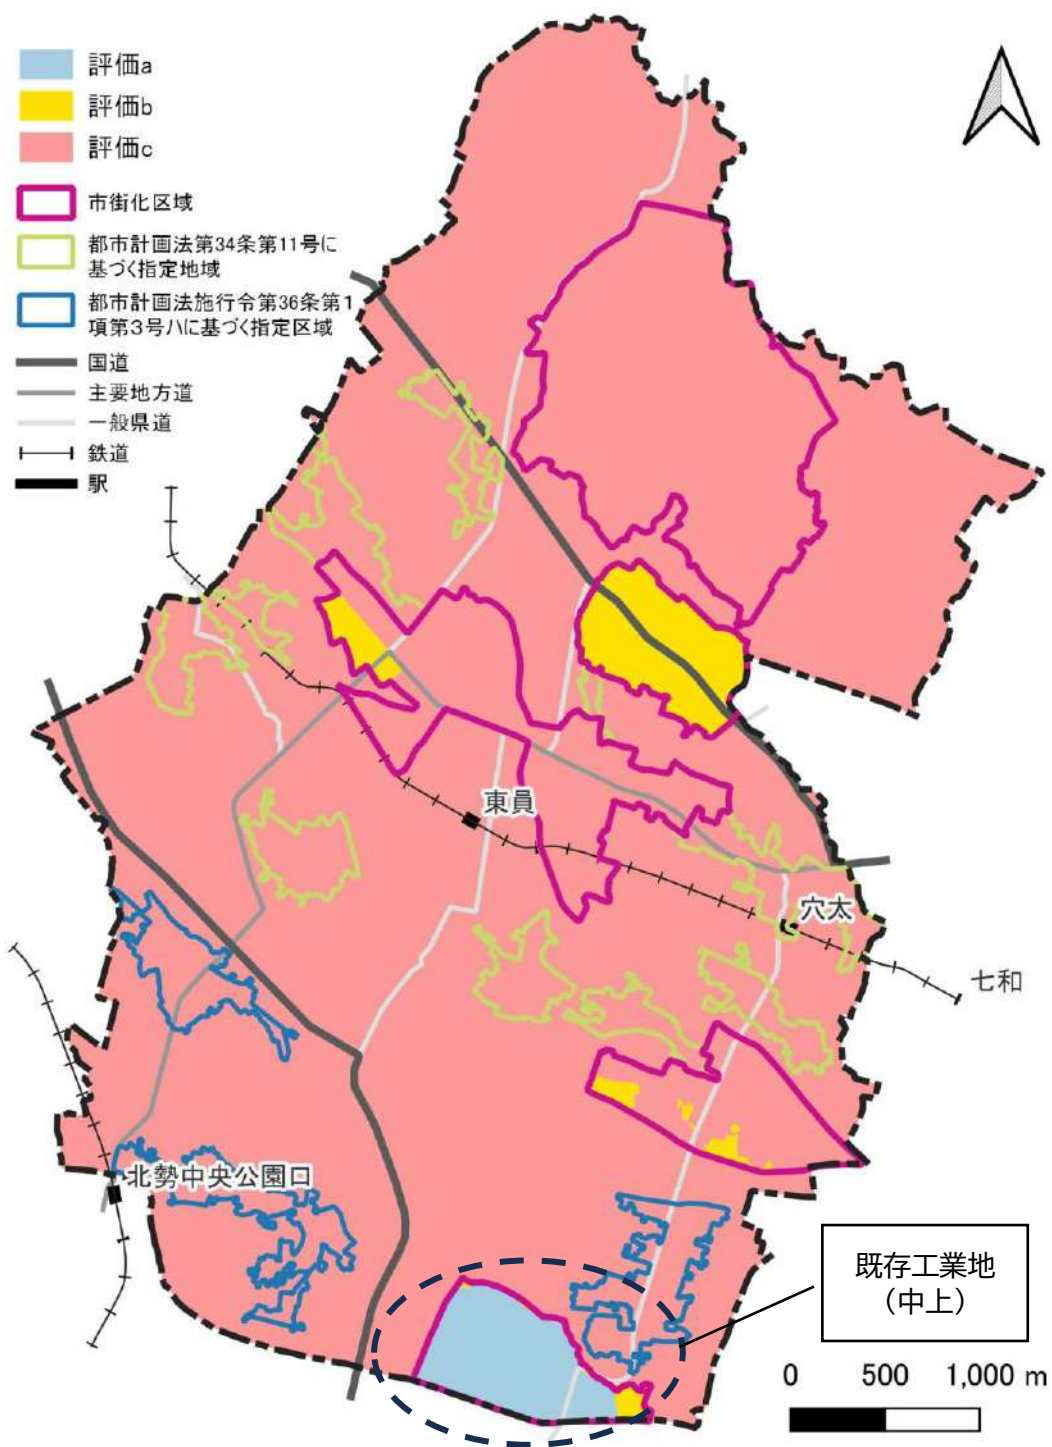 評価a
評価b
評価c
市街化区域
都市計画法第34条第11号に
基づく指定地域
都市計画法施行令第36条第1
項第3号ハに基づく指定区域
国道
主要地方道
一般県道
鉄道
駅
東員
穴太
七和
北勢中央公園口
既存工業地
（中上）
0 500 1,000 m